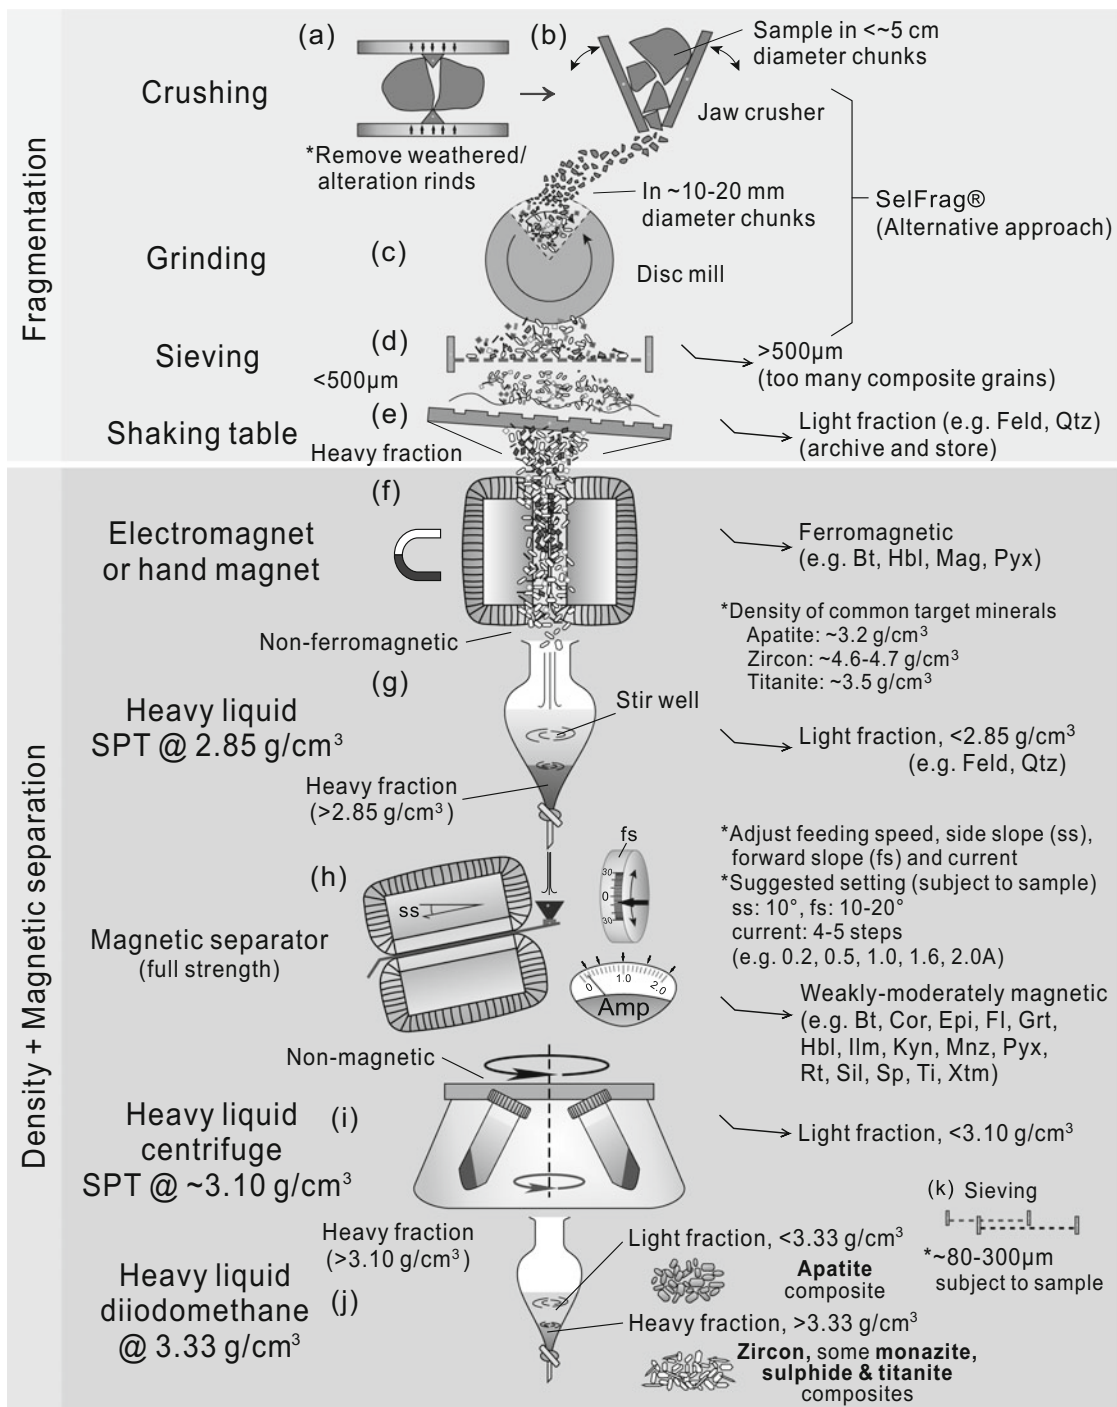 Fragmentation
Crushing
(a)
*Remove weathered/
alteration rinds
(b)
Sample in <~5 cm
diameter chunks
Jaw crusher
In ~10-20 mm
diameter chunks
SelFrag®
(Alternative approach)
Grinding
(c)
Disc mill
Sieving
(d)
<500µm
>500µm
(too many composite grains)
Shaking table
(e)
Heavy fraction
Light fraction (e.g. Feld, Qtz)
(archive and store)
Density + Magnetic separation
Electromagnet
or hand magnet
(f)
Non-ferromagnetic
Ferromagnetic
(e.g. Bt, Hbl, Mag, Pyx)
*Density of common target minerals
Apatite: ~3.2 g/cm³
Zircon: ~4.6-4.7 g/cm³
Titanite: ~3.5 g/cm³
Heavy liquid
SPT @ 2.85 g/cm³
(g)
Stir well
Heavy fraction
(>2.85 g/cm³)
Light fraction, <2.85 g/cm³
(e.g. Feld, Qtz)
Magnetic separator
(full strength)
(h)
ss
fs
30
0
30
0
1.0
2.0
Amp
*Adjust feeding speed, side slope (ss),
forward slope (fs) and current
*Suggested setting (subject to sample)
ss: 10°, fs: 10-20°
current: 4-5 steps
(e.g. 0.2, 0.5, 1.0, 1.6, 2.0A)
Weakly-moderately magnetic
(e.g. Bt, Cor, Epi, Fl, Grt,
Hbl, Ilm, Kyn, Mnz, Pyx,
Rt, Sil, Sp, Ti, Xtm)
Non-magnetic
Heavy liquid
centrifuge
SPT @ ~3.10 g/cm³
(i)
Light fraction, <3.10 g/cm³
Heavy fraction
(>3.10 g/cm³)
Heavy liquid
diiodomethane
@ 3.33 g/cm³
(j)
Light fraction, <3.33 g/cm³
Apatite
composite
Heavy fraction, >3.33 g/cm³
Zircon, some monazite,
sulphide & titanite
composites
(k) Sieving
*~80-300µm
subject to sample